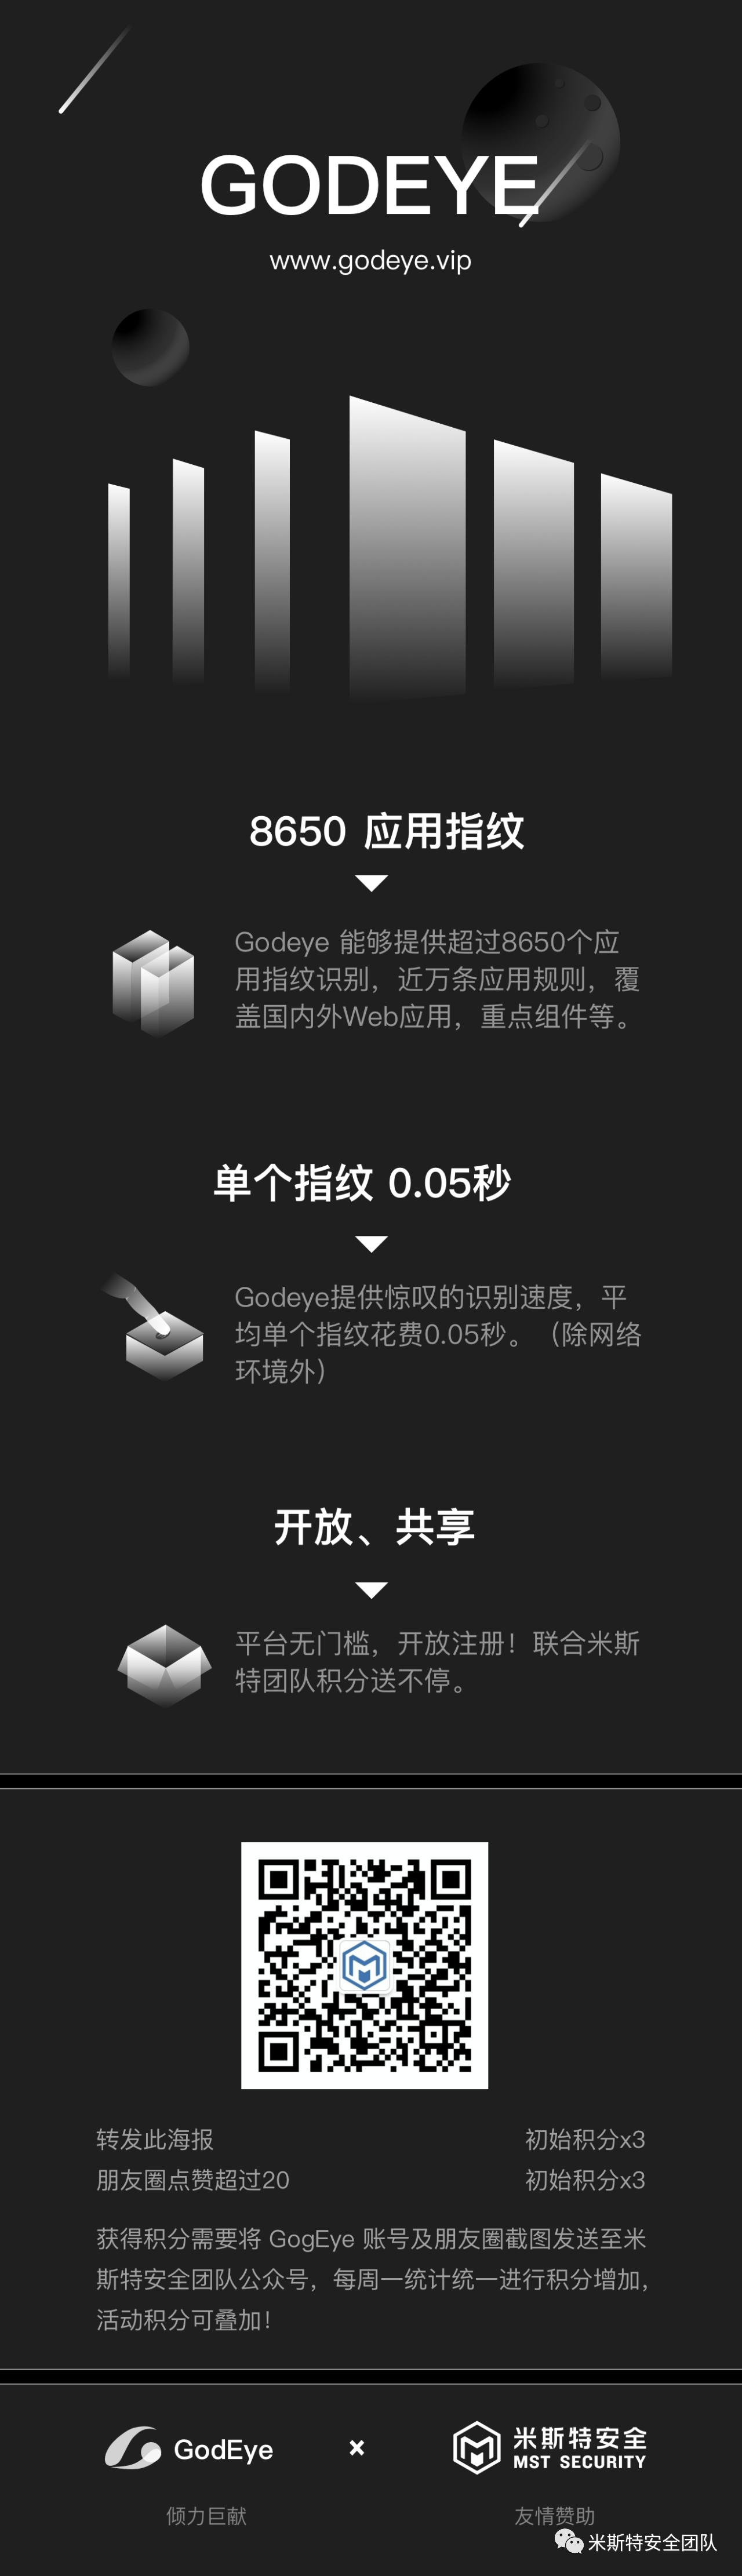 GODEYE
www.godeye.vip
8650 应用指纹
Godeye 能够提供超过8650个应
用指纹识别，近万条应用规则，覆
盖国内外Web应用，重点组件等。
单个指纹 0.05秒
Godeye提供惊叹的识别速度，平
均单个指纹花费0.05秒。（除网络
环境外）
开放、共享
平台无门槛，开放注册！联合米斯
特团队积分送不停。
转发此海报 初始积分x3
朋友圈点赞超过20 初始积分x3
获得积分需要将 GogEye 账号及朋友圈截图发送至米
斯特安全团队公众号，每周一统计统一进行积分增加，
活动积分可叠加！
GodEye × 米斯特安全
MST SECURITY
倾力巨献 友情赞助
米斯特安全团队